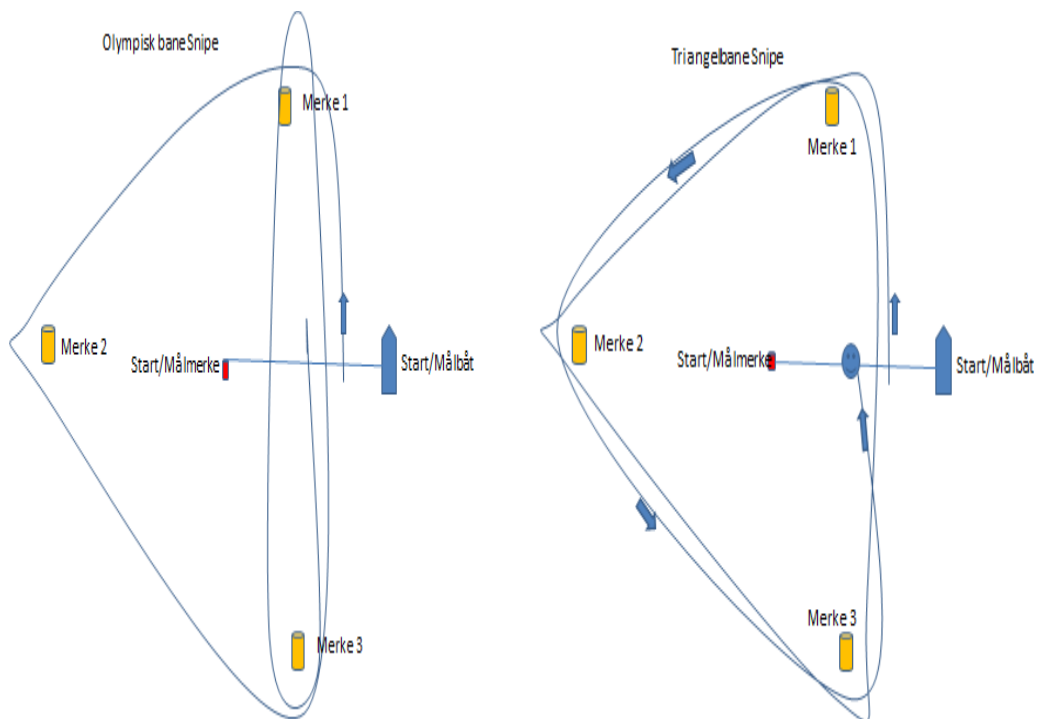 Olympisk bane Snipe
Merke 1
Merke 2
Start/Målmerke
Start/Målbåt
Merke 3
Triangelbane Snipe
Merke 1
Merke 2
Start/Målmerke
Start/Målbåt
Merke 3